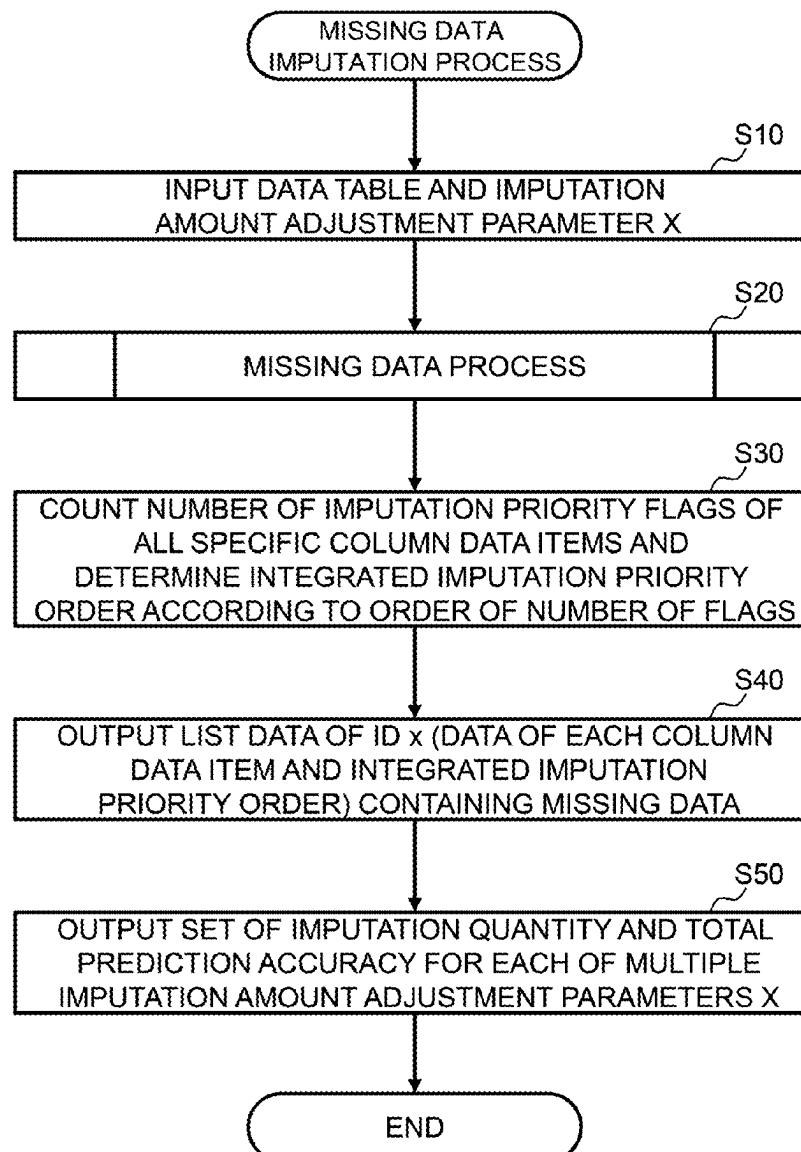 MISSING DATA
IMPUTATION PROCESS
S10
INPUT DATA TABLE AND IMPUTATION
AMOUNT ADJUSTMENT PARAMETER X
S20
MISSING DATA PROCESS
S30
COUNT NUMBER OF IMPUTATION PRIORITY FLAGS OF
ALL SPECIFIC COLUMN DATA ITEMS AND
DETERMINE INTEGRATED IMPUTATION PRIORITY
ORDER ACCORDING TO ORDER OF NUMBER OF FLAGS
S40
OUTPUT LIST DATA OF ID x (DATA OF EACH COLUMN
DATA ITEM AND INTEGRATED IMPUTATION
PRIORITY ORDER) CONTAINING MISSING DATA
S50
OUTPUT SET OF IMPUTATION QUANTITY AND TOTAL
PREDICTION ACCURACY FOR EACH OF MULTIPLE
IMPUTATION AMOUNT ADJUSTMENT PARAMETERS X
END